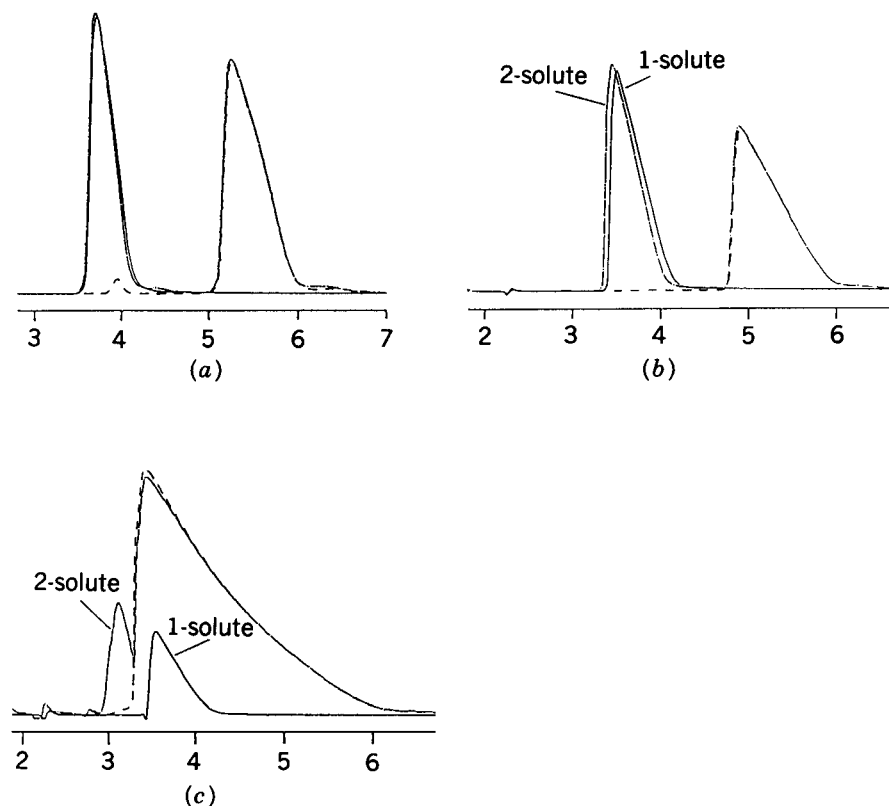 3 4 5 6 7
(a)
2-solute
1-solute
2 3 4 5 6
(b)
2-solute
1-solute
2 3 4 5 6
(c)